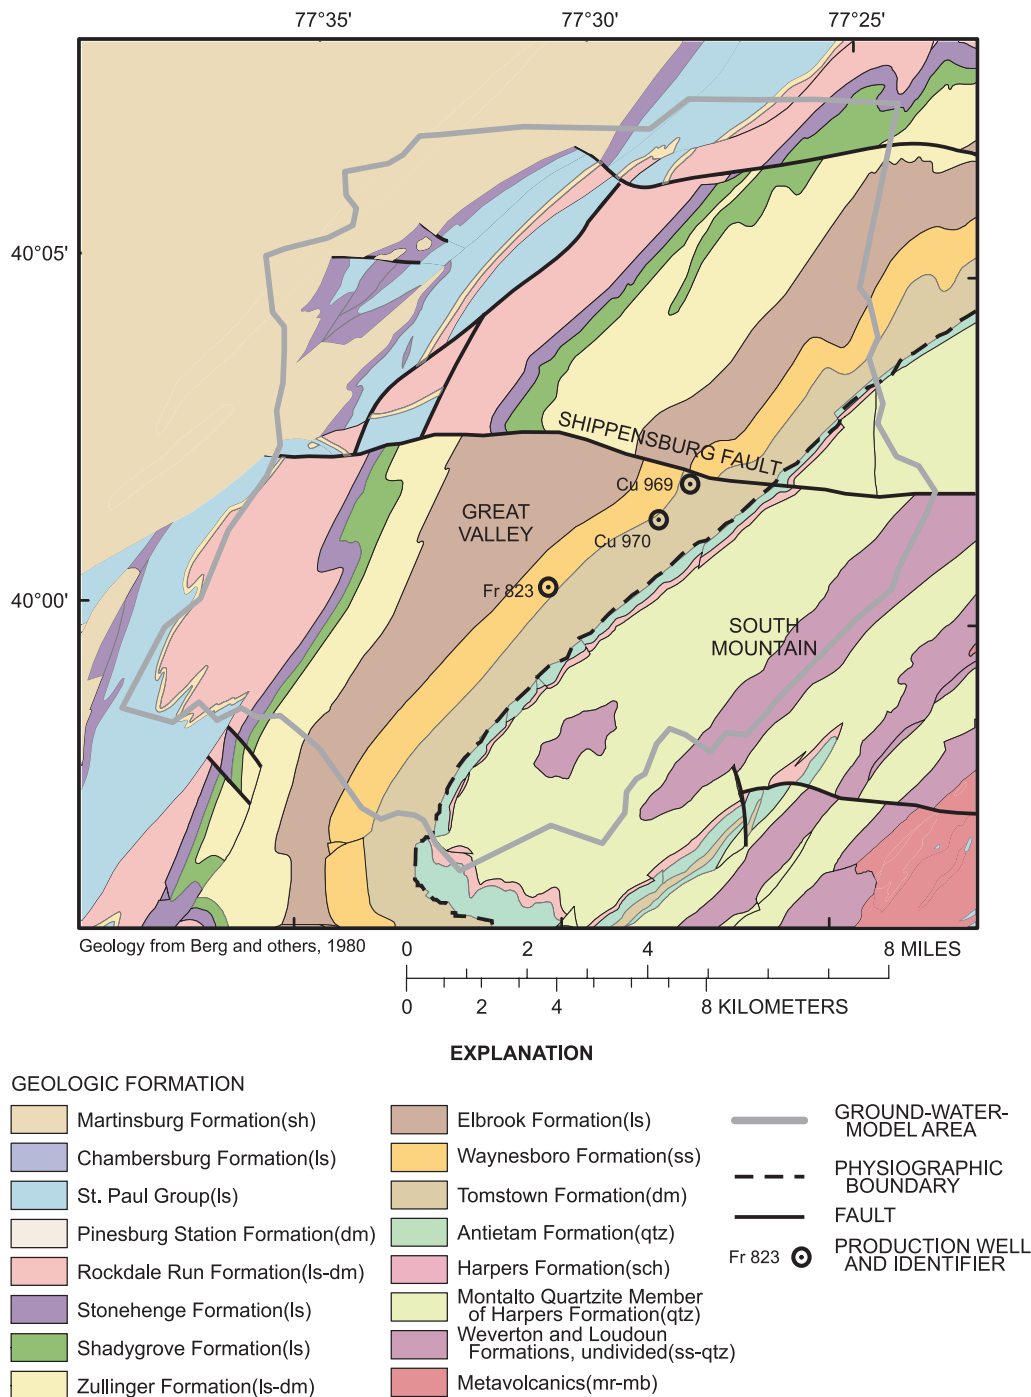 77°35' 77°30' 77°25'
40°05'
SHIPPENSBURG FAULT
Cu 969
GREAT
VALLEY
Cu 970
Fr 823
40°00'
SOUTH
MOUNTAIN
Geology from Berg and others, 1980
0 2 4 8 MILES
0 2 4 8 KILOMETERS
EXPLANATION
GEOLOGIC FORMATION
Martinsburg Formation(sh)
Chambersburg Formation(ls)
St. Paul Group(ls)
Pinesburg Station Formation(dm)
Rockdale Run Formation(ls-dm)
Stonehenge Formation(ls)
Shadygrove Formation(ls)
Zullinger Formation(ls-dm)
Elbrook Formation(ls)
Waynesboro Formation(ss)
Tomstown Formation(dm)
Antietam Formation(qtz)
Harpers Formation(sch)
Montalto Quartzite Member
of Harpers Formation(qtz)
Weverton and Loudoun
Formations, undivided(ss-qtz)
Metavolcanics(mr-mb)
GROUND-WATER-
MODEL AREA
PHYSIOGRAPHIC
BOUNDARY
FAULT
Fr 823 PRODUCTION WELL
AND IDENTIFIER